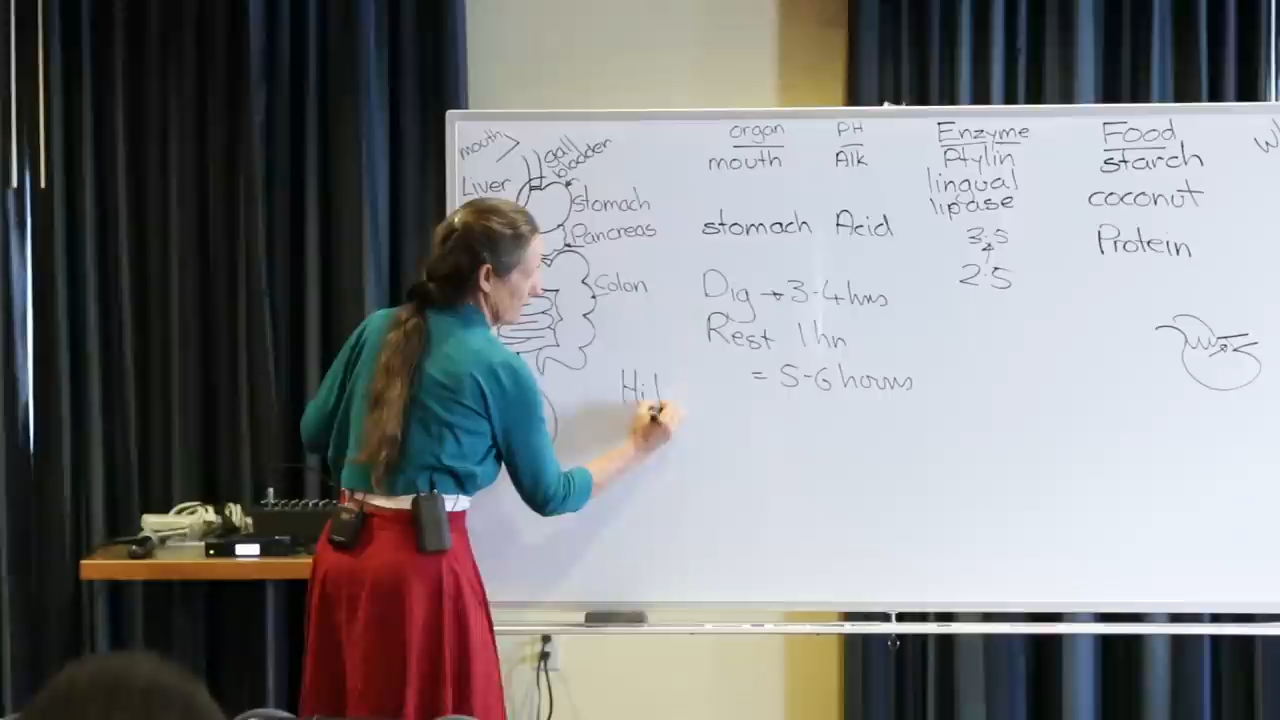 mouth
gall
bladder
Liver
stomach
Pancreas
Colon
organ PH Enzyme Food
mouth Alk Ptylin starch
lingual
lipase coconut
stomach Acid 3.5 Protein
2.5
Dig → 3-4 hrs
Rest 1 hr
= 5-6 hours